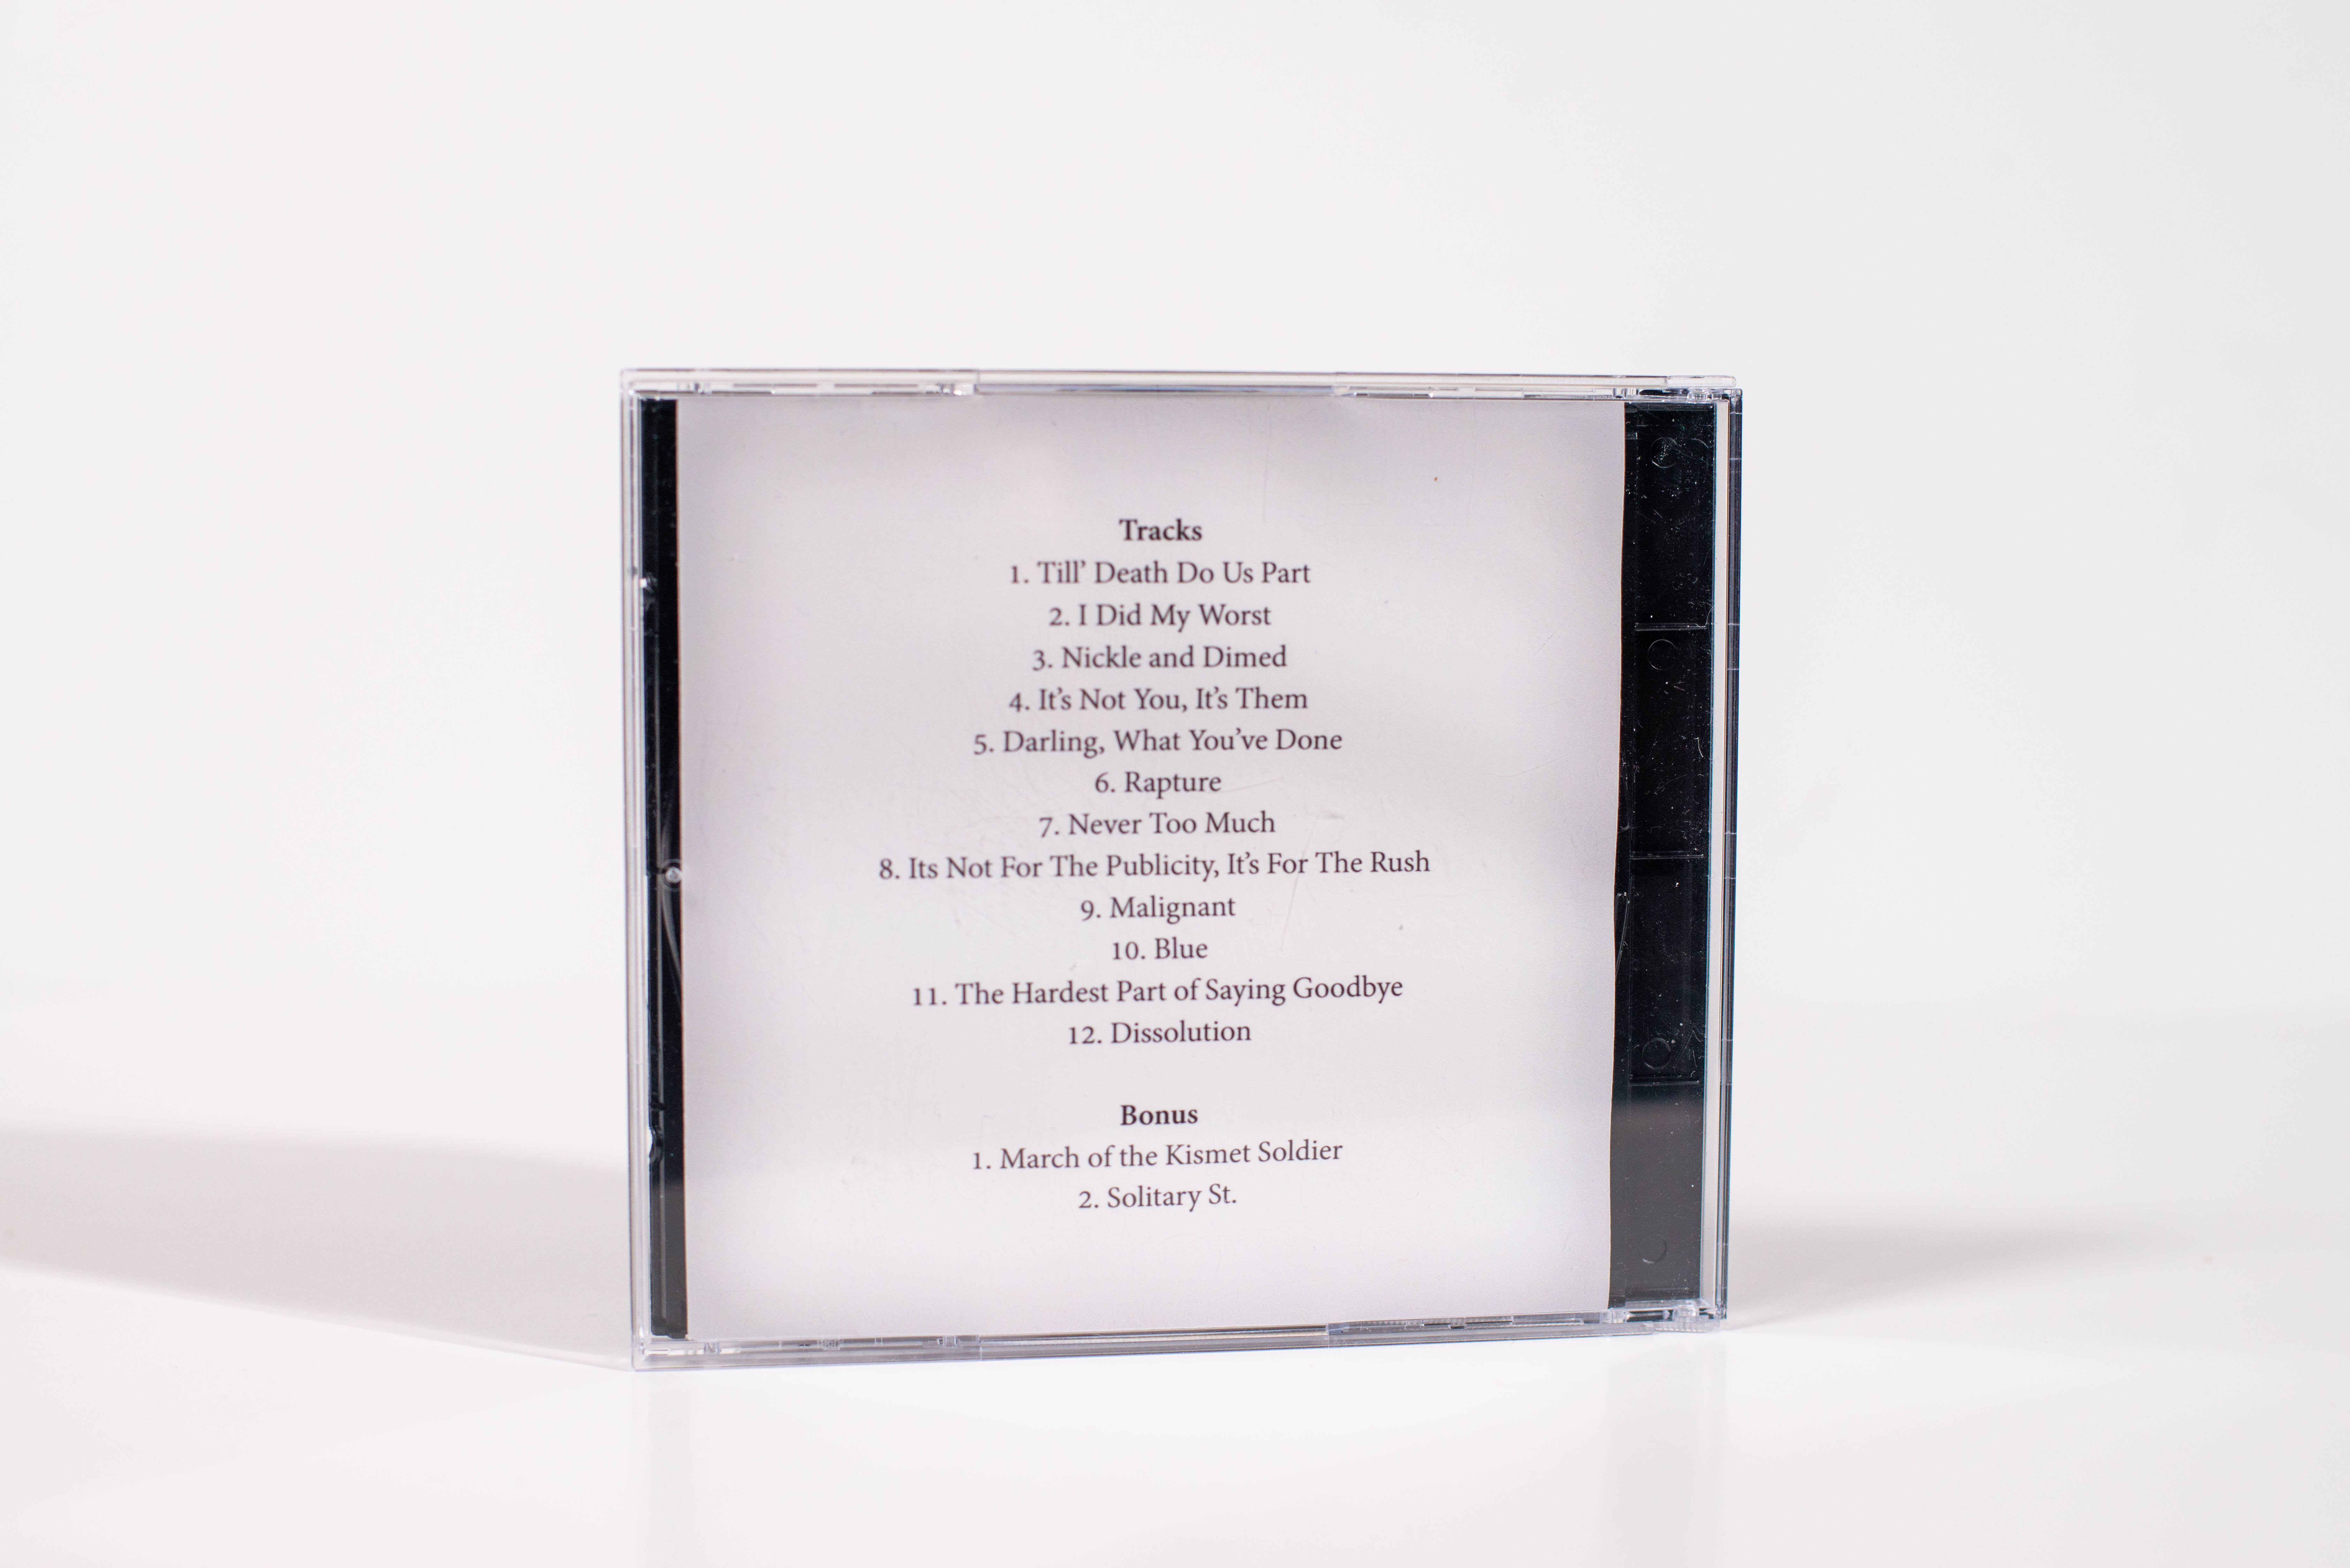 Tracks
1. Till’ Death Do Us Part
2. I Did My Worst
3. Nickle and Dimed
4. It’s Not You, It’s Them
5. Darling, What You’ve Done
6. Rapture
7. Never Too Much
8. Its Not For The Publicity, It’s For The Rush
9. Malignant
10. Blue
11. The Hardest Part of Saying Goodbye
12. Dissolution
Bonus
1. March of the Kismet Soldier
2. Solitary St.